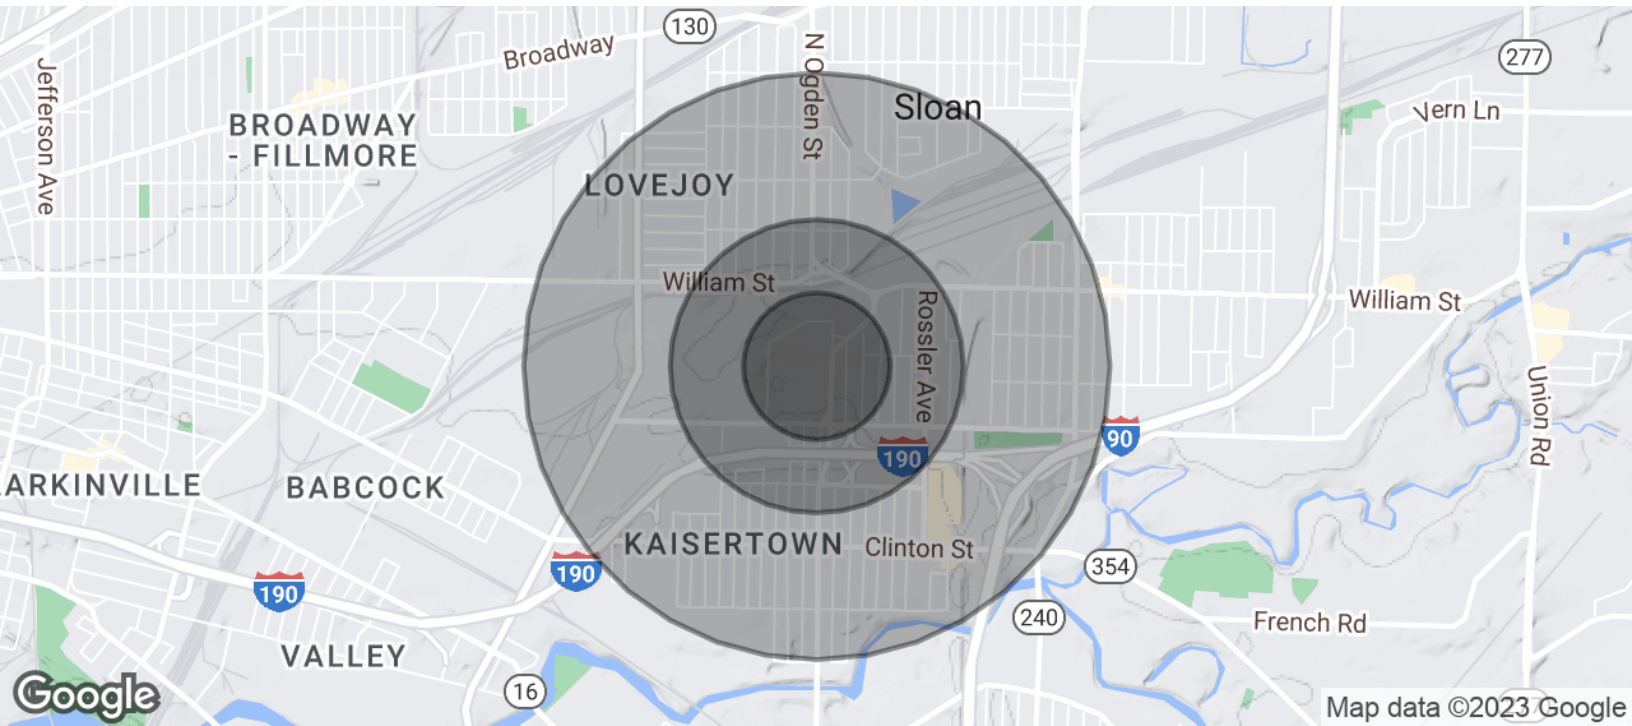 130
Broadway
N Ogden St
277
Jefferson Ave
Sloan
Vern Ln
BROADWAY
- FILLMORE
LOVEJOY
William St
Rossler Ave
William St
Union Rd
90
190
ARKINVILLE
BABCOCK
KAISERTOWN
Clinton St
190
354
190
240
French Rd
VALLEY
16
Google
Map data ©2023 Google